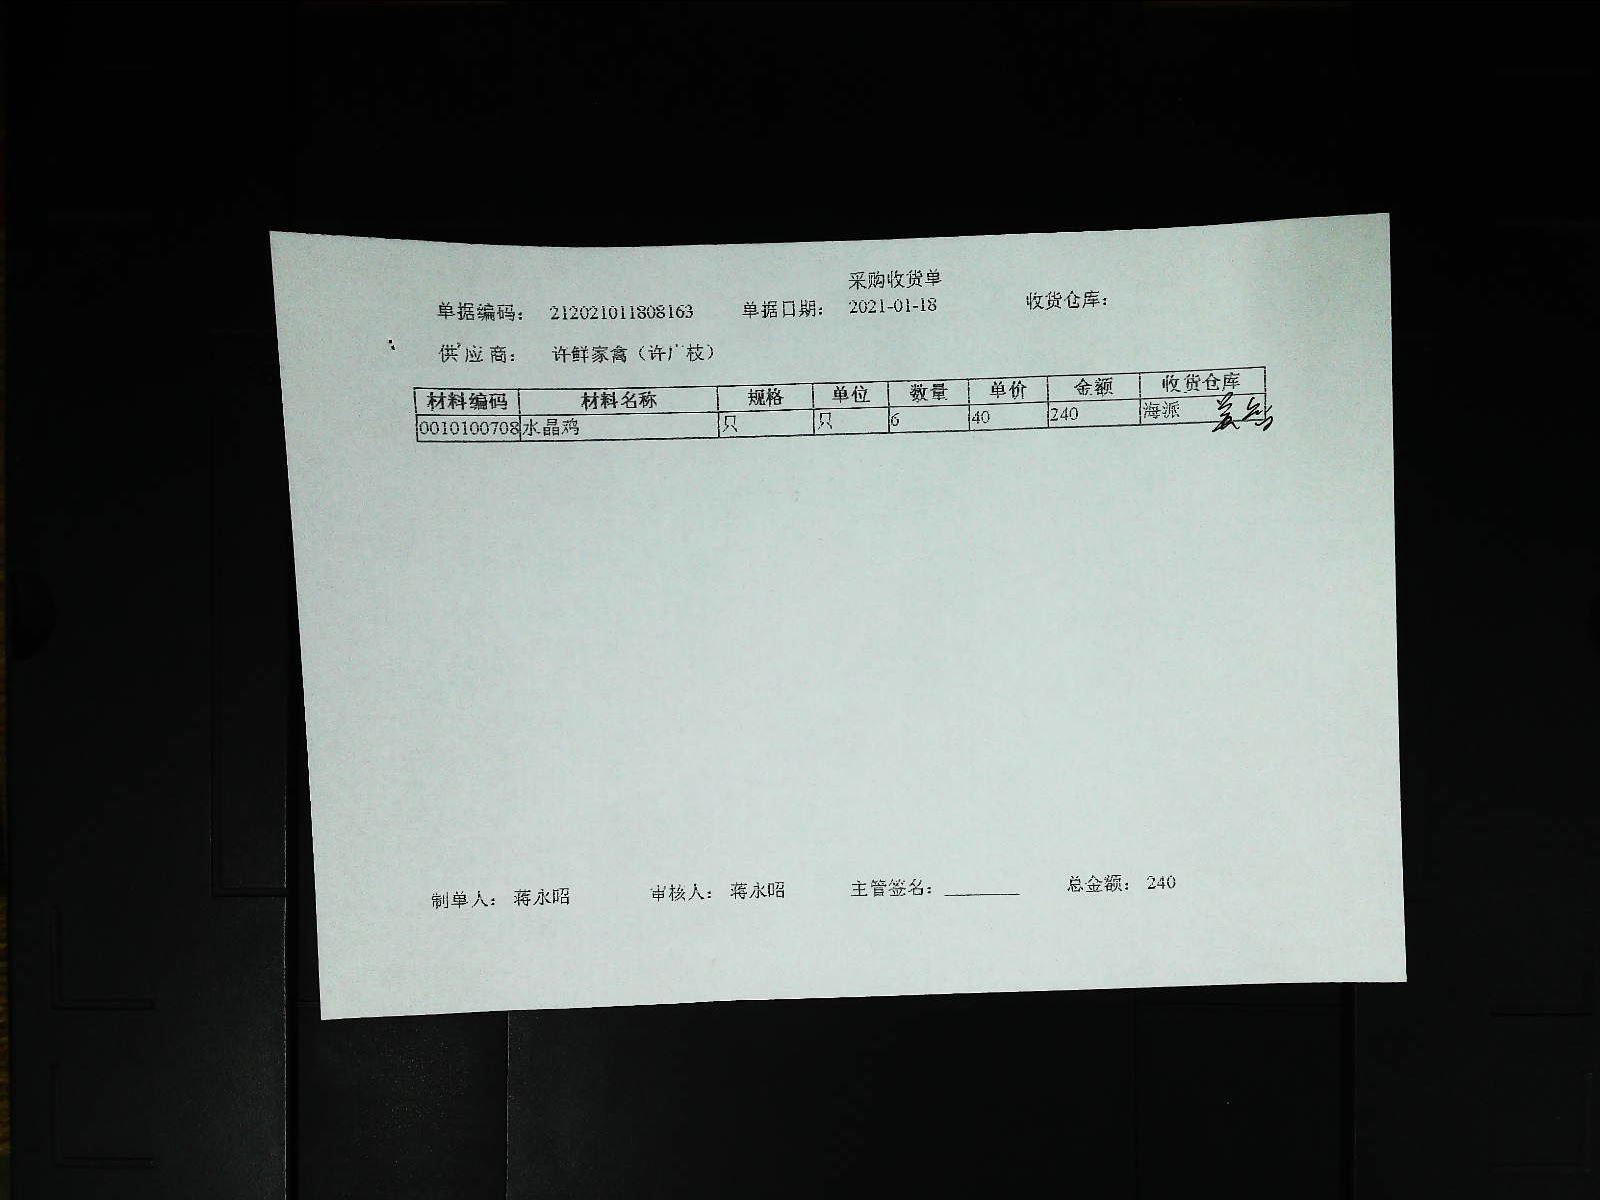 采购收货单
单据编码： 212021011808163 单据日期： 2021-01-18 收货仓库：
供应商： 许鲜家禽（许广枝）
材料编码 材料名称 规格 单位 数量 单价 金额 收货仓库
0010100708 水晶鸡 只 只 6 40 240 海派
制单人： 蒋永昭 审核人： 蒋永昭 主管签名： 总金额： 240